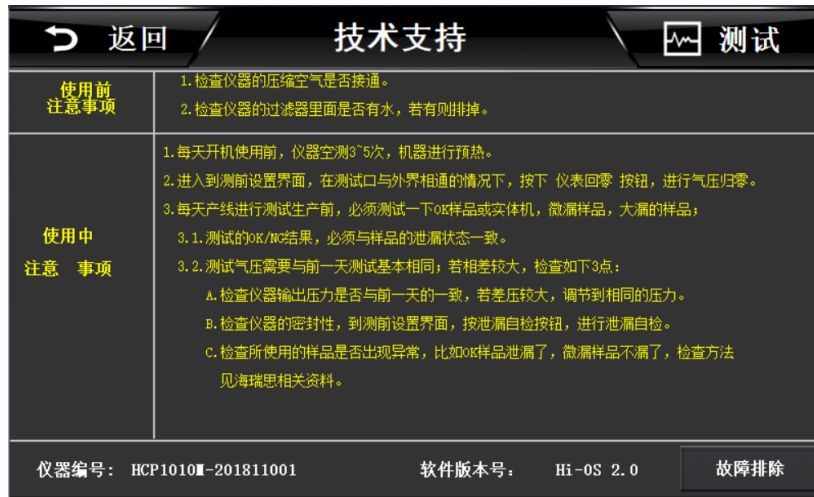 返回
技术支持
测试
使用前
注意事项
1.检查仪器的压缩空气是否接通。
2.检查仪器的过滤器里面是否有水，若有则排掉。
使用中
注意 事项
1.每天开机使用前，仪器空测3~5次，机器进行预热。
2.进入到测前设置界面，在测试口与外界相通的情况下，按下 仪表回零 按钮，进行气压归零。
3.每天产线进行测试生产前，必须测试一下OK样品或实体机，微漏样品，大漏的样品；
3.1.测试的OK/NG结果，必须与样品的泄漏状态一致。
3.2.测试气压需要与前一天测试基本相同；若相差较大，检查如下3点：
A.检查仪器输出压力是否与前一天的一致，若差压较大，调节到相同的压力。
B.检查仪器的密封性，到测前设置界面，按泄漏自检按钮，进行泄漏自检。
C.检查所使用的样品是否出现异常，比如OK样品泄漏了，微漏样品不漏了，检查方法
见海瑞思相关资料。
仪器编号： HCP1010M-201811001
软件版本号： Hi-OS 2.0
故障排除